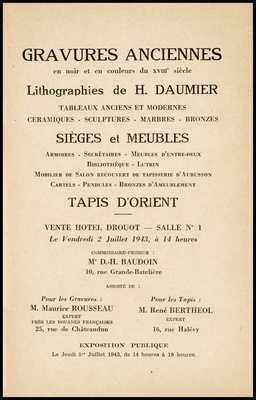 GRAVURES ANCIENNES
en noir et en couleurs du XVIIIᵉ siècle
Lithographies de H. DAUMIER
TABLEAUX ANCIENS ET MODERNES
CERAMIQUES - SCULPTURES - MARBRES - BRONZES
SIÈGES et MEUBLES
ARMOIRES - SECRÉTAIRES - MEUBLES D'ENTRE-DEUX
BIBLIOTHÈQUE - LUTRIN
MOBILIER DE SALON RECOUVERT DE TAPISSERIE D'AUBUSSON
CARTELS - PENDULES - BRONZES D'AMEUBLEMENT
TAPIS D'ORIENT
VENTE HOTEL DROUOT — SALLE N° 1
Le Vendredi 2 Juillet 1943, à 14 heures
COMMISSAIRE-PRISEUR :
Mᵉ D.-H. BAUDOIN
10, rue Grande-Batelière
ASSISTÉ DE :
Pour les Gravures :
M. Maurice ROUSSEAU
EXPERT
PRÈS LES DOUANES FRANÇAISES
25, rue de Châteaudun
Pour les Tapis :
M. René BERTHEOL
EXPERT
16, rue Halévy
EXPOSITION PUBLIQUE
Le Jeudi 1ᵉʳ Juillet 1943, de 14 heures à 18 heures.